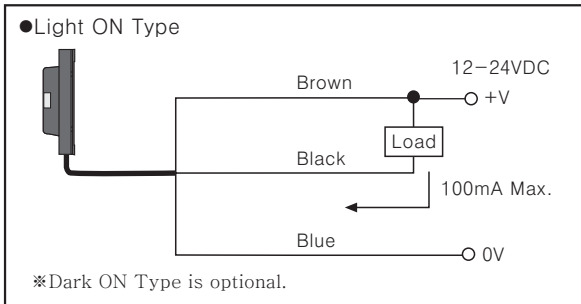 ●Light ON Type
12-24VDC
Brown
+V
Load
Black
100mA Max.
Blue
0V
※Dark ON Type is optional.